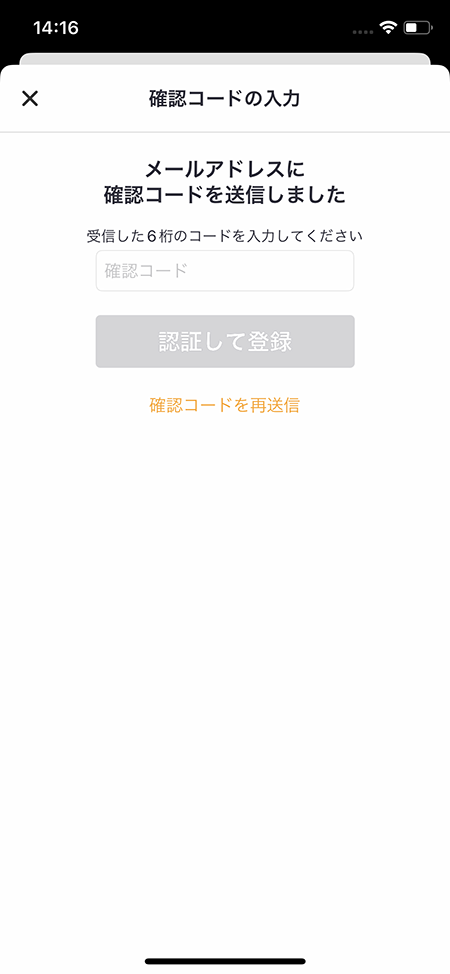 14:16
確認コードの入力
メールアドレスに
確認コードを送信しました
受信した6桁のコードを入力してください
確認コード
認証して登録
確認コードを再送信